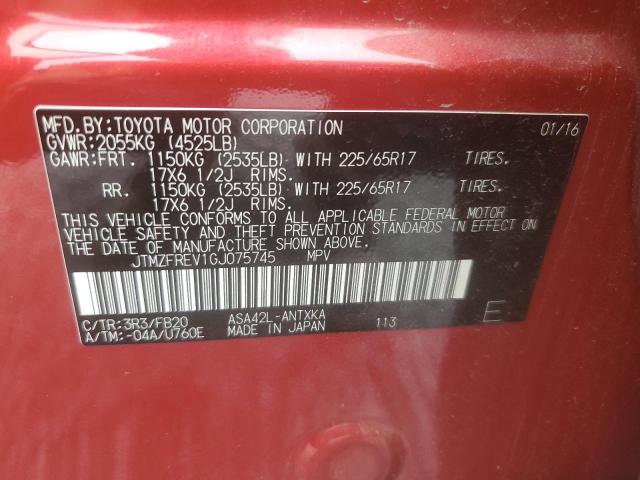 MFD.BY:TOYOTA MOTOR CORPORATION 01/16
GVWR:2055KG (4525LB)
GAWR:FRT. 1150KG (2535LB) WITH 225/65R17 TIRES.
17X6 1/2J RIMS.
RR. 1150KG (2535LB) WITH 225/65R17 TIRES.
17X6 1/2J RIMS.
THIS VEHICLE CONFORMS TO ALL APPLICABLE FEDERAL MOTOR
VEHICLE SAFETY AND THEFT PREVENTION STANDARDS IN EFFECT ON
THE DATE OF MANUFACTURE SHOWN ABOVE.
JTMZFREV1GJ075745 MPV
C/TR:3R3/FB20 ASA42L-ANTXKA
A/TM:-04A/U760E MADE IN JAPAN 113 E